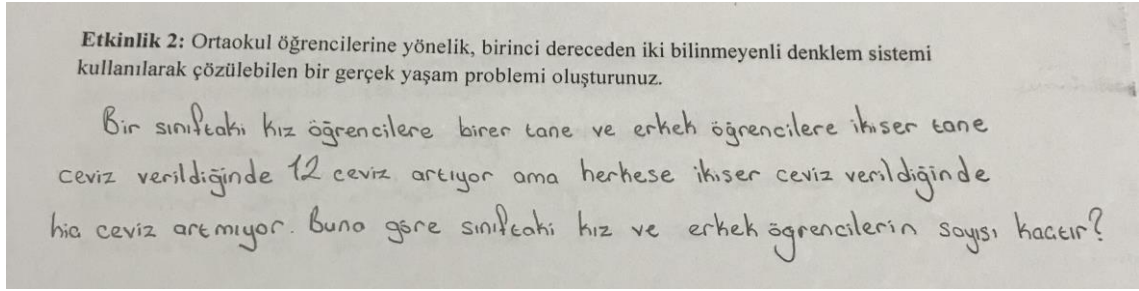 Etkinlik 2: Ortaokul öğrencilerine yönelik, birinci dereceden iki bilinmeyenli denklem sistemi
kullanılarak çözülebilen bir gerçek yaşam problemi oluşturunuz.
Bir sınıftaki kız öğrencilere birer tane ve erkek öğrencilere ikişer tane
ceviz verildiğinde 12 ceviz artıyor ama herkese ikişer ceviz verildiğinde
hiç ceviz artmıyor. Buna göre sınıftaki kız ve erkek öğrencilerin sayısı kaçtır?